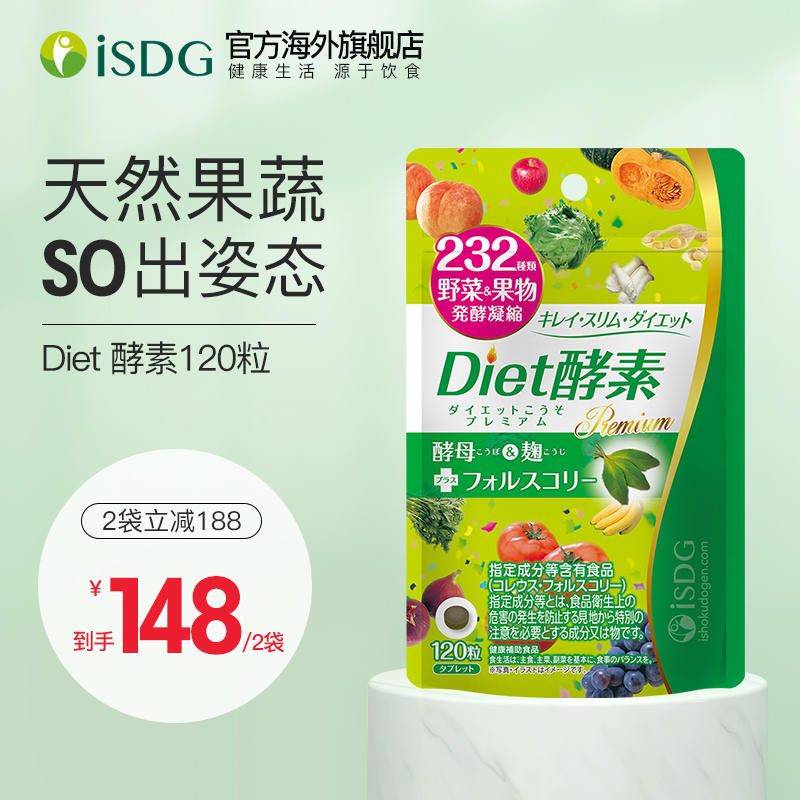 iSDG 官方海外旗舰店
健康生活 源于饮食
天然果蔬
SO出姿态
Diet 酵素120粒
2袋立减188
¥
到手148/2袋
232種類
野菜&果物
発酵凝縮
キレイ・スリム・ダイエット
Diet酵素
ダイエットこうそ
プレミアム
Premium
酵母こうぼ&麹こうじ
プラス
フォルスコリー
指定成分等含有食品
(コレウス・フォルスコリー)
指定成分等とは、食品衛生上の
危害の発生を防止する見地から特別の
注意を必要とする成分又は物です。
120粒
タブレット
健康補助食品
食生活は、主食、主菜、副菜を基本に、食事のバランスを。
※写真・イラストはイメージです。
iSDG
ishokudogen.com